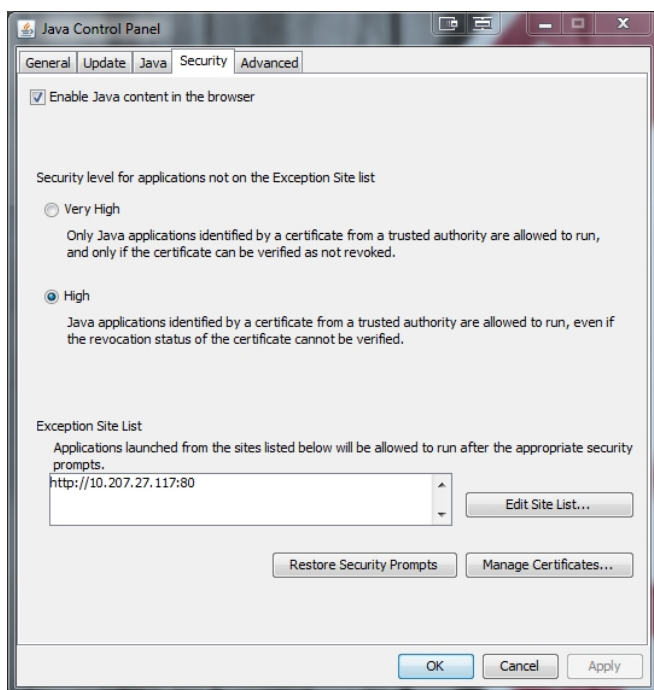 Java Control Panel
General Update Java Security Advanced
Enable Java content in the browser
Security level for applications not on the Exception Site list
Very High
Only Java applications identified by a certificate from a trusted authority are allowed to run,
and only if the certificate can be verified as not revoked.
High
Java applications identified by a certificate from a trusted authority are allowed to run, even if
the revocation status of the certificate cannot be verified.
Exception Site List
Applications launched from the sites listed below will be allowed to run after the appropriate security
prompts.
http://10.207.27.117:80
Edit Site List...
Restore Security Prompts Manage Certificates...
OK Cancel Apply